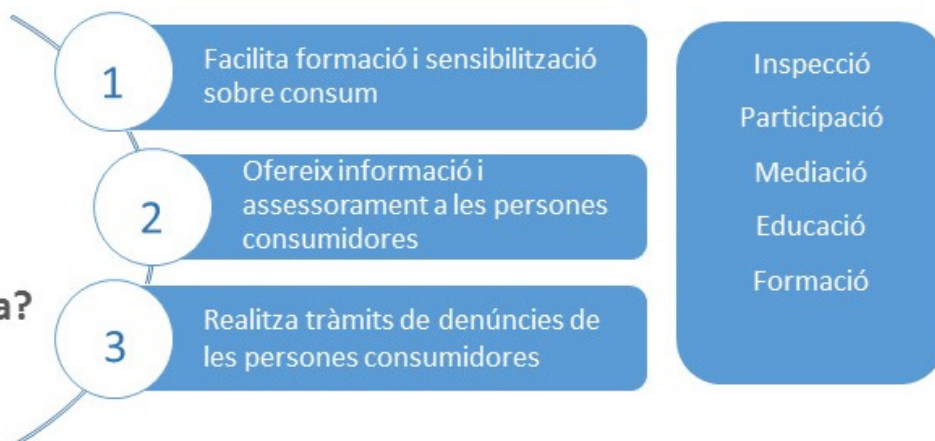 1
Facilita formació i sensibilització
sobre consum
2
Ofereix informació i
assessorament a les persones
consumidores
a?
3
Realitza tràmits de denúncies de
les persones consumidores
Inspecció
Participació
Mediació
Educació
Formació